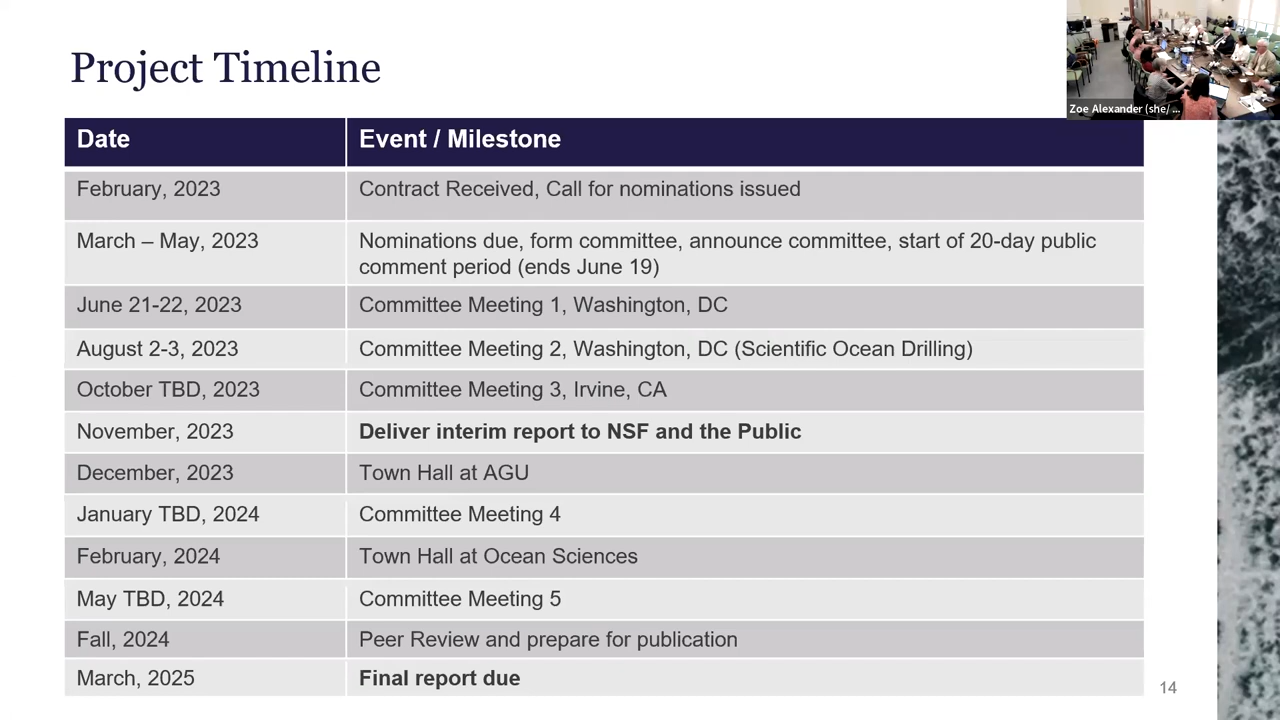 Project Timeline
Zoe Alexander (she/ ...
Date Event / Milestone
February, 2023 Contract Received, Call for nominations issued
March – May, 2023 Nominations due, form committee, announce committee, start of 20-day public
comment period (ends June 19)
June 21-22, 2023 Committee Meeting 1, Washington, DC
August 2-3, 2023 Committee Meeting 2, Washington, DC (Scientific Ocean Drilling)
October TBD, 2023 Committee Meeting 3, Irvine, CA
November, 2023 Deliver interim report to NSF and the Public
December, 2023 Town Hall at AGU
January TBD, 2024 Committee Meeting 4
February, 2024 Town Hall at Ocean Sciences
May TBD, 2024 Committee Meeting 5
Fall, 2024 Peer Review and prepare for publication
March, 2025 Final report due
14